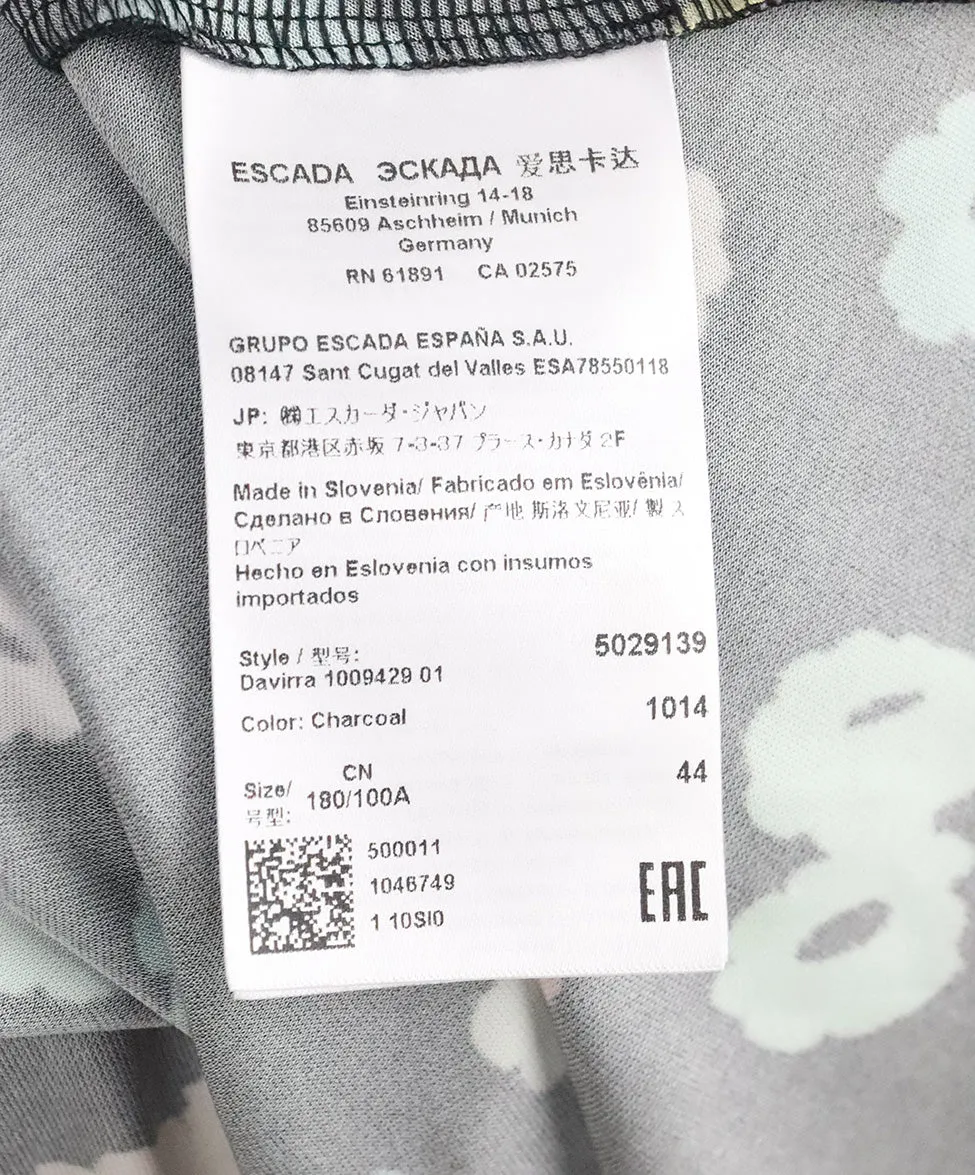 ESCADA ЭСКАДА 爱思卡达
Einsteinring 14-18
85609 Aschheim / Munich
Germany
RN 61891 CA 02575
GRUPO ESCADA ESPAÑA S.A.U.
08147 Sant Cugat del Valles ESA78550118
JP: ㈱エスカーダ・ジャパン
東京都港区赤坂 7-3-37 プラース・カナダ 2F
Made in Slovenia/ Fabricado em Eslovênia/
Сделано в Словения/ 产地 斯洛文尼亚/ 製 ス
ロベニア
Hecho en Eslovenia con insumos
importados
Style / 型号: 5029139
Davirra 1009429 01
Color: Charcoal 1014
Size/ CN 44
号型: 180/100A
500011
1046749
1 10SI0
EAC